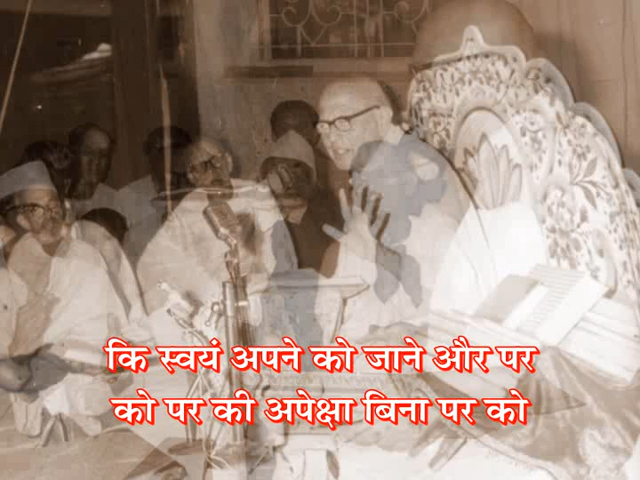 कि स्वयं अपने को जाने और पर
को पर की अपेक्षा बिना पर को